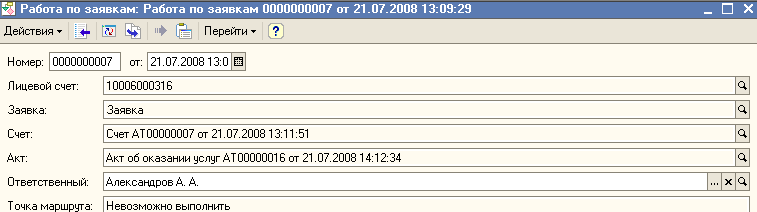 Работа по заявкам: Работа по заявкам 0000000007 от 21.07.2008 13:09:29
Действия Перейти ?
Номер: 0000000007 от: 21.07.2008 13:0
Лицевой счет: 10006000316
Заявка: Заявка
Счет: Счет АТ00000007 от 21.07.2008 13:11:51
Акт: Акт об оказании услуг АТ00000016 от 21.07.2008 14:12:34
Ответственный: Александров А. А. ... x
Точка маршрута: Невозможно выполнить